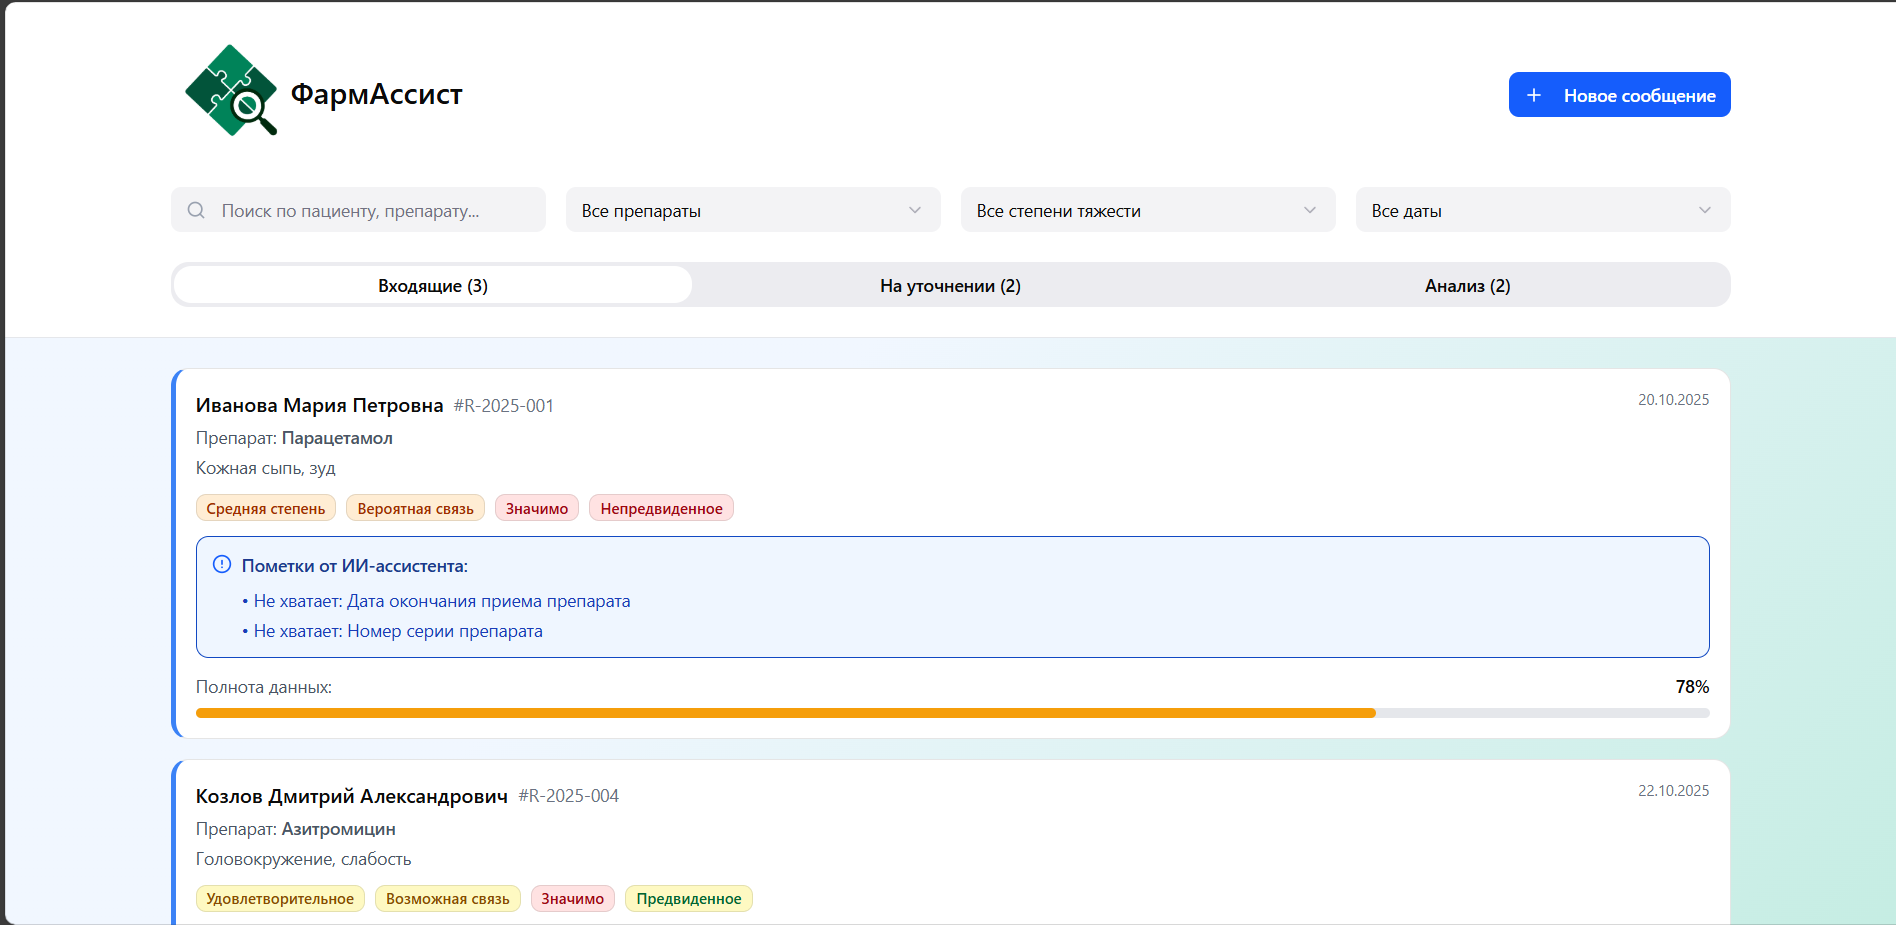 ФармАссист
+ Новое сообщение
Поиск по пациенту, препарату...
Все препараты
Все степени тяжести
Все даты
Входящие (3)
На уточнении (2)
Анализ (2)
Иванова Мария Петровна #R-2025-001
20.10.2025
Препарат: Парацетамол
Кожная сыпь, зуд
Средняя степень
Вероятная связь
Значимо
Непредвиденное
Пометки от ИИ-ассистента:
• Не хватает: Дата окончания приема препарата
• Не хватает: Номер серии препарата
Полнота данных:
78%
Козлов Дмитрий Александрович #R-2025-004
22.10.2025
Препарат: Азитромицин
Головокружение, слабость
Удовлетворительное
Возможная связь
Значимо
Предвиденное